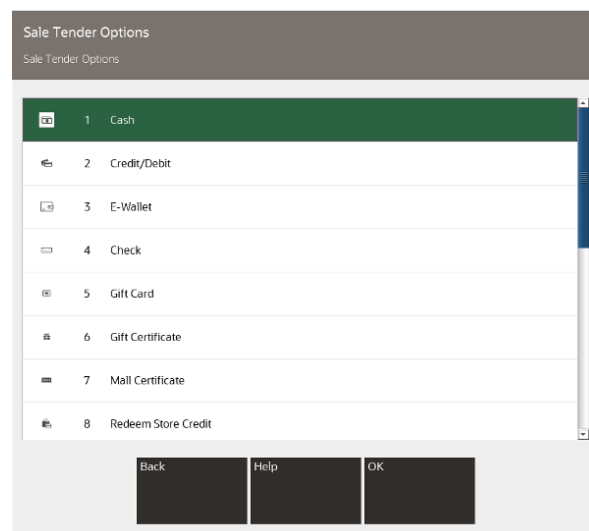 Sale Tender Options
Sale Tender Options
1 Cash
2 Credit/Debit
3 E-Wallet
4 Check
5 Gift Card
6 Gift Certificate
7 Mall Certificate
8 Redeem Store Credit
Back Help OK